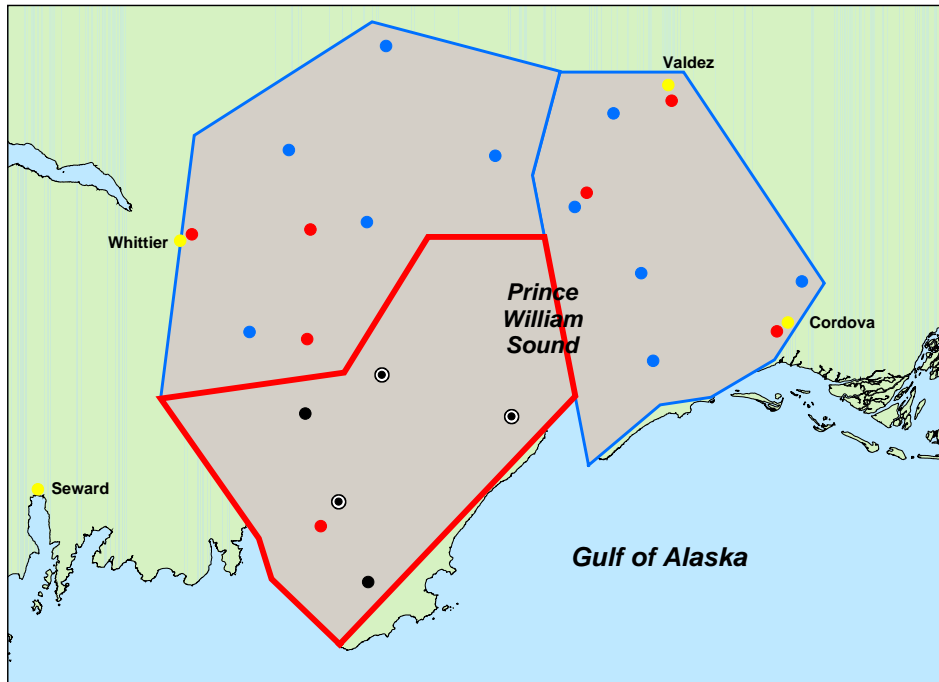 Valdez
Whittier
Prince
William
Sound
Cordova
Seward
Gulf of Alaska